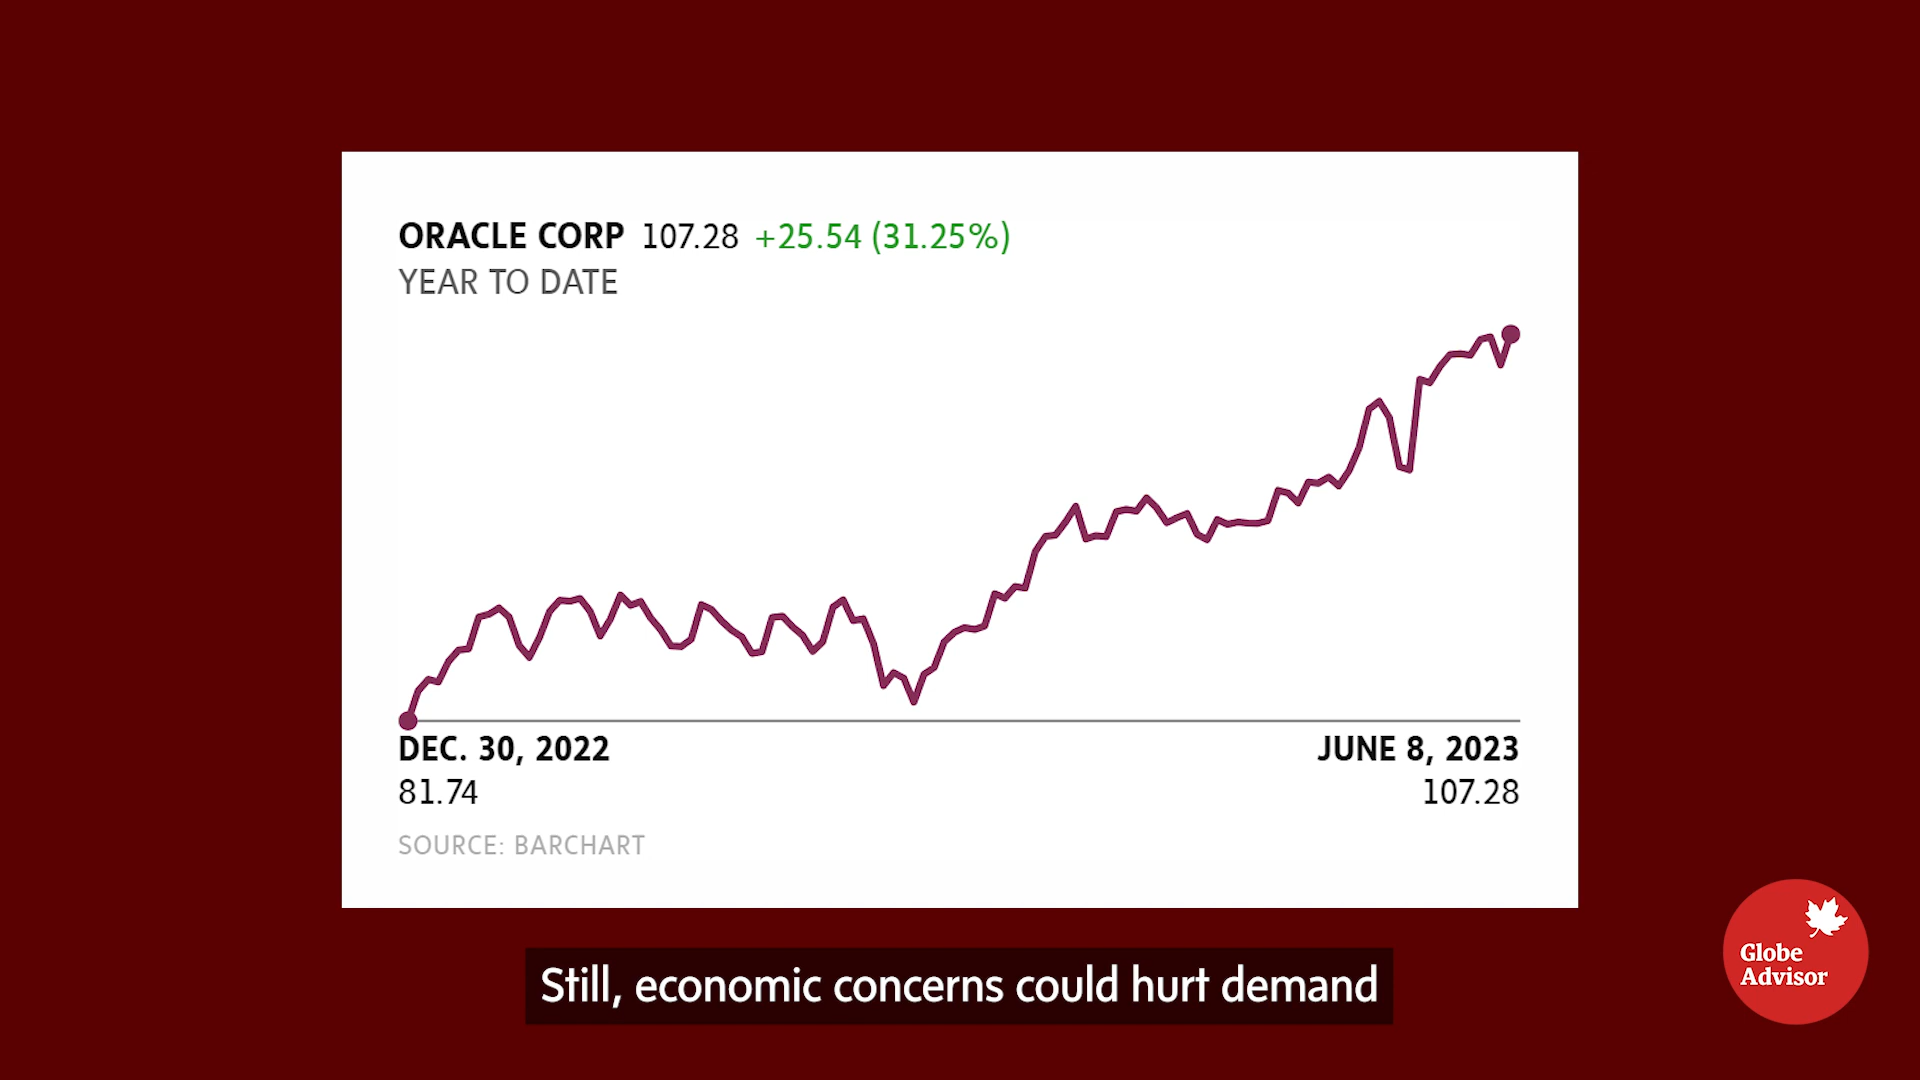 ORACLE CORP 107.28 +25.54 (31.25%)
YEAR TO DATE
DEC. 30, 2022
81.74
JUNE 8, 2023
107.28
SOURCE: BARCHART
Still, economic concerns could hurt demand
Globe
Advisor